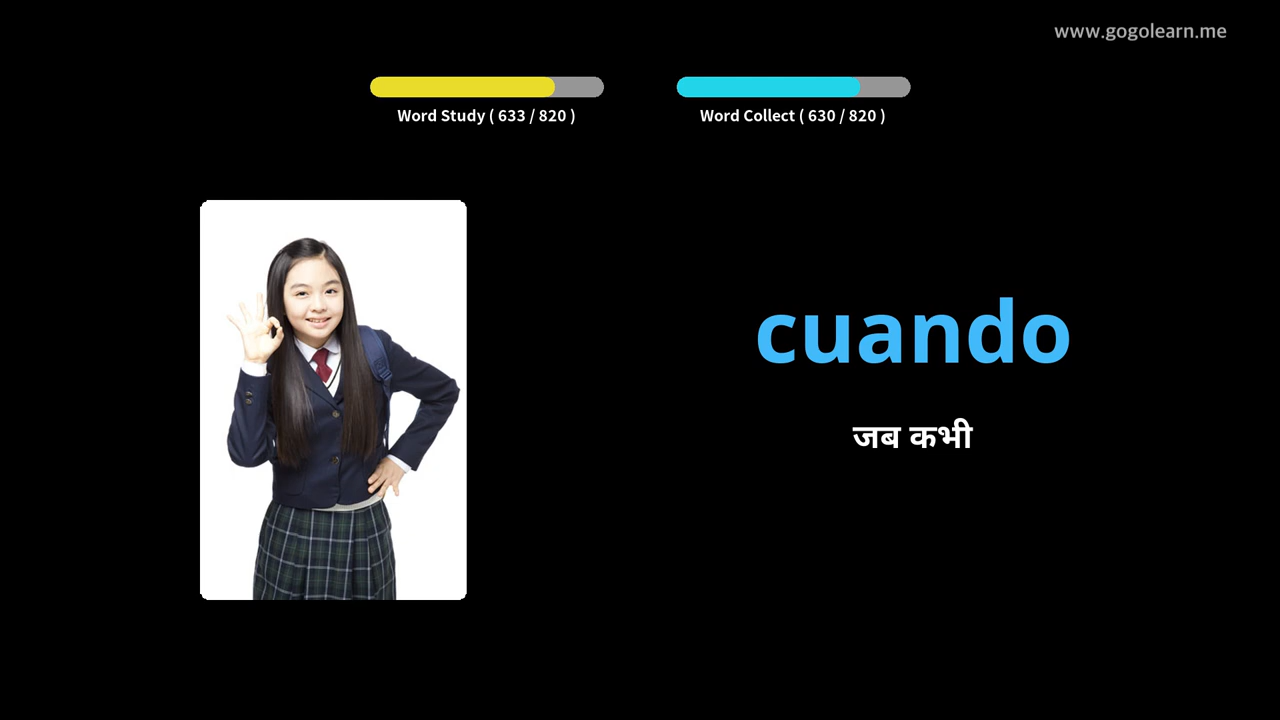 www.gogolearn.me
Word Study ( 633 / 820 )
Word Collect ( 630 / 820 )
cuando
जब कभी